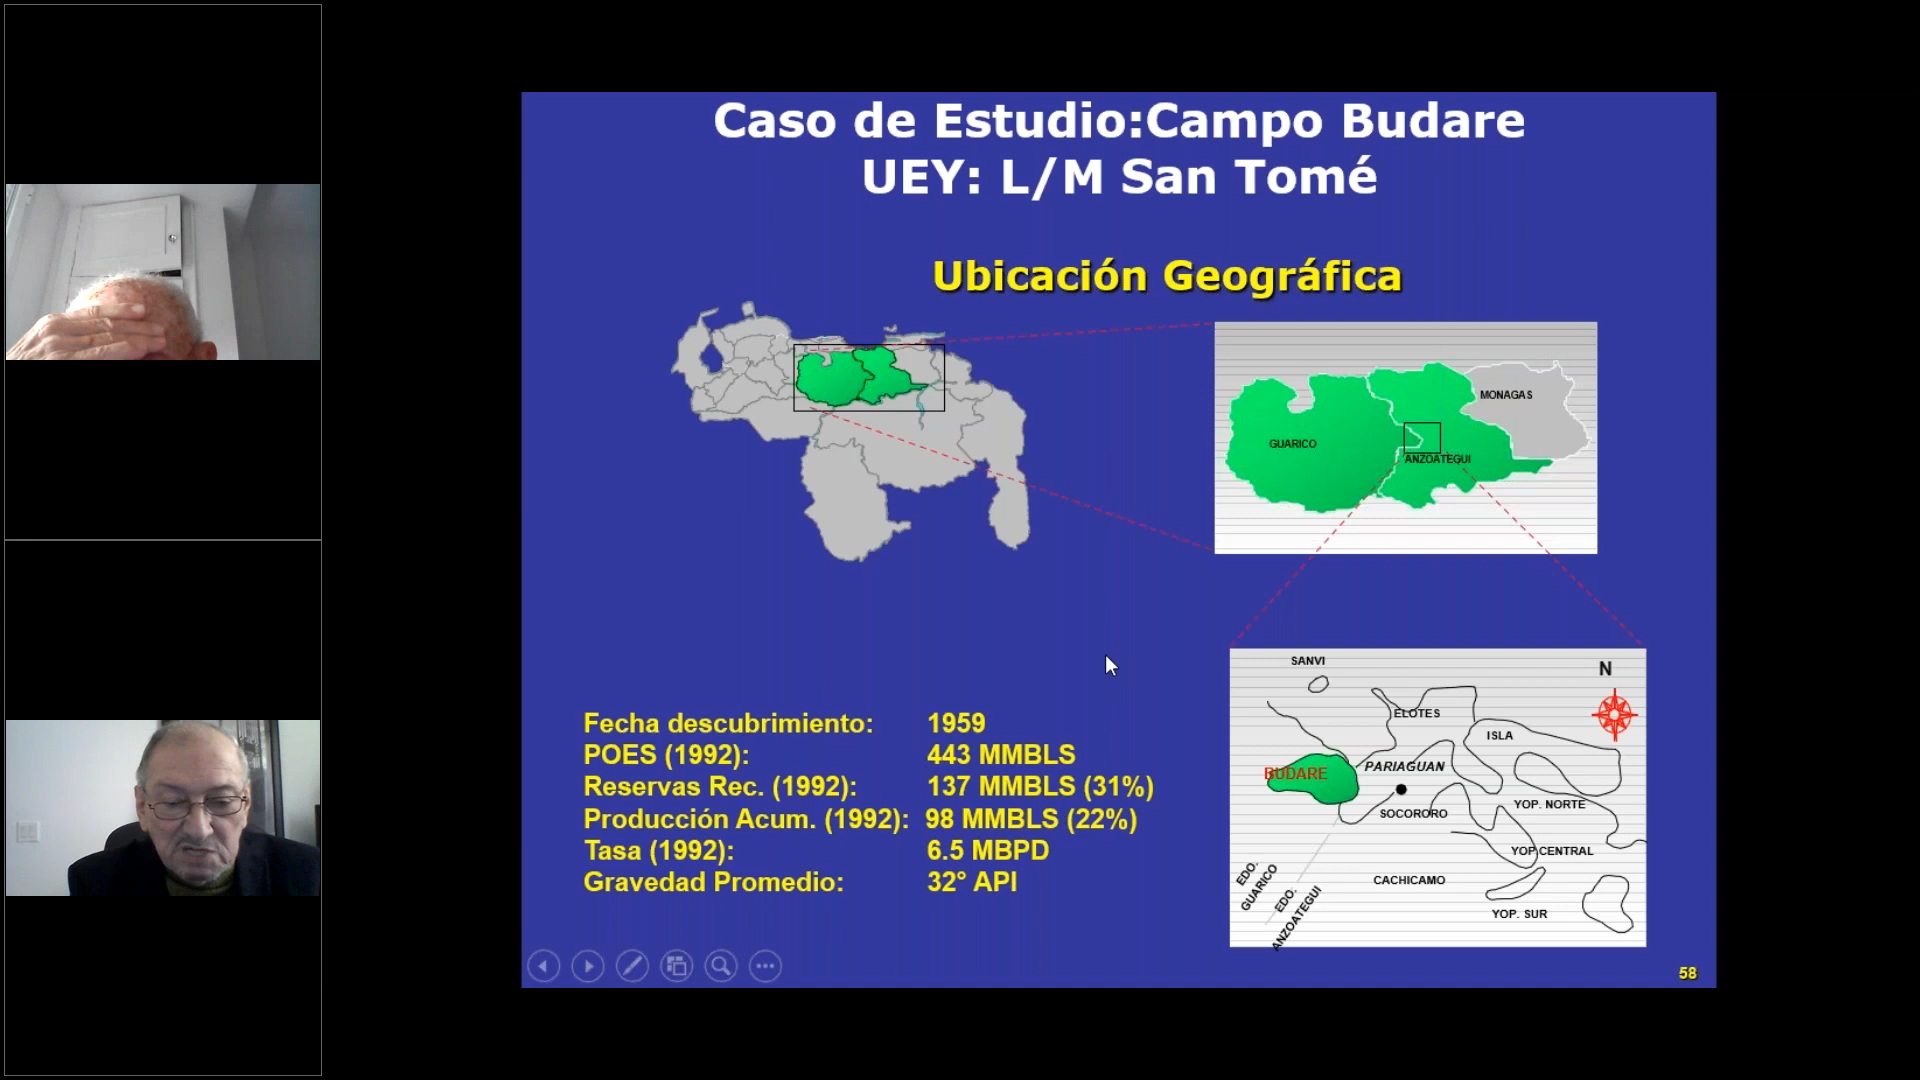 Caso de Estudio:Campo Budare
UEY: L/M San Tomé
Ubicación Geográfica
MONAGAS
GUARICO
ANZOATEGUI
Fecha descubrimiento: 1959
POES (1992): 443 MMBLS
Reservas Rec. (1992): 137 MMBLS (31%)
Producción Acum. (1992): 98 MMBLS (22%)
Tasa (1992): 6.5 MBPD
Gravedad Promedio: 32° API
SANVI
N
ELOTES
ISLA
BUDARE
PARIAGUAN
YOP. NORTE
SOCORORO
YOP CENTRAL
EDO.
GUARICO
EDO.
ANZOATEGUI
CACHICAMO
YOP. SUR
58